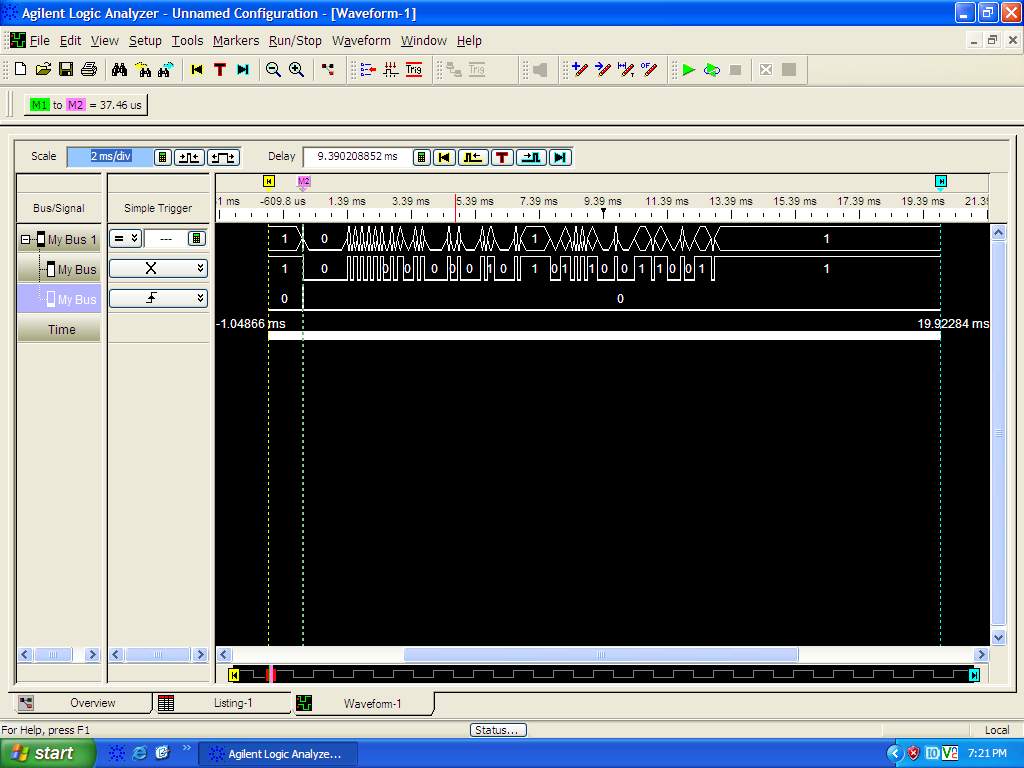 Agilent Logic Analyzer - Unnamed Configuration - [Waveform-1]
File Edit View Setup Tools Markers Run/Stop Waveform Window Help
Trig Trig
M1 to M2 = 37.46 us
Scale 2 ms/div Delay 9.390208852 ms T
M2
Bus/Signal Simple Trigger -1 ms -609.8 us 1.39 ms 3.39 ms 5.39 ms 7.39 ms 9.39 ms 11.39 ms 13.39 15.39 ms 17.39 ms 19.39 ms 21.39
My Bus 1 = --- 1 0 1 1
My Bus X 1 0 0 0 0 0 0 1 0 1 0 1 1 0 0 1 1 0 0 1 1
My Bus 0 0
Time -1.04866 ms 19.92284 ms
Overview Listing-1 Waveform-1
For Help, press F1 Status... Local
start Agilent Logic Analyze... 7:21 PM